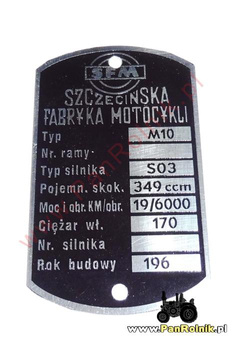 SFM
SZCZECIŃSKA
FABRYKA MOTOCYKLI
Typ M10
Nr. ramy:
Typ silnika S03
Pojemn. skok. 349 ccm
Moc i obr. KM/obr. 19/6000
Ciężar wł. 170
Nr. silnika
Rok budowy 196
www.PanRolnik.pl